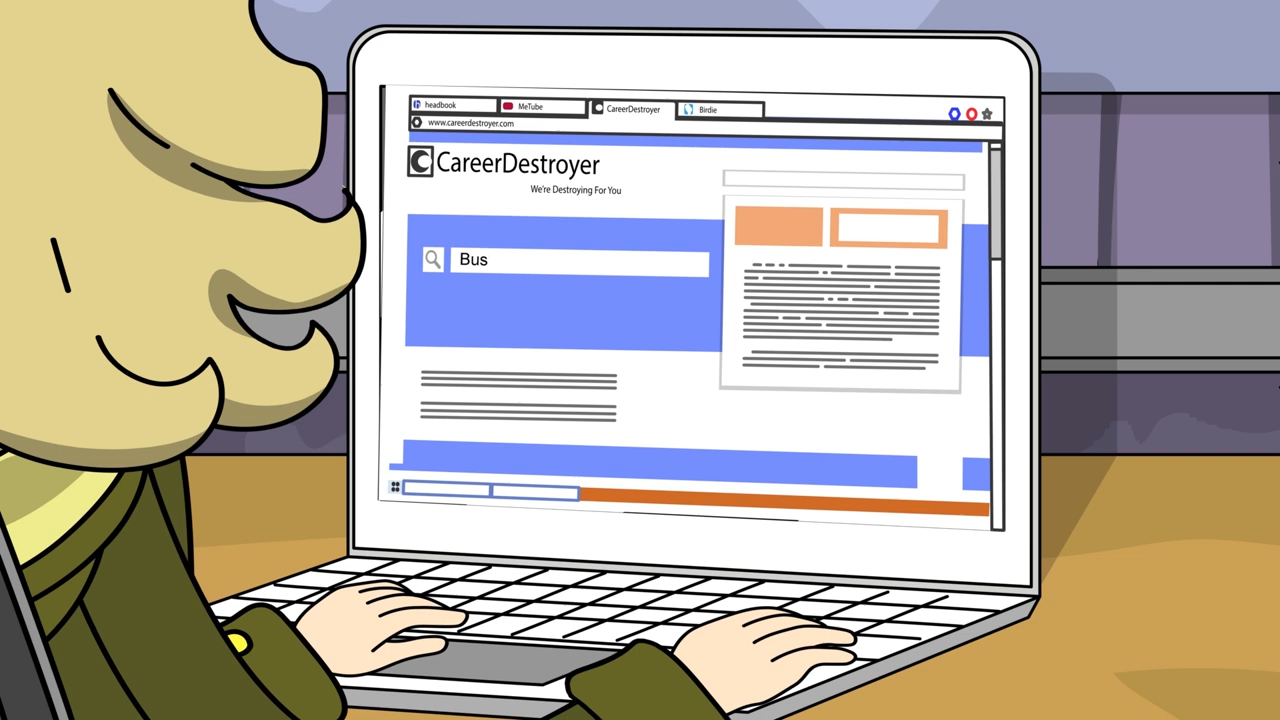 headbook
MeTube
CareerDestroyer
Birdie
www.careerdestroyer.com
CareerDestroyer
We're Destroying For You
Bus